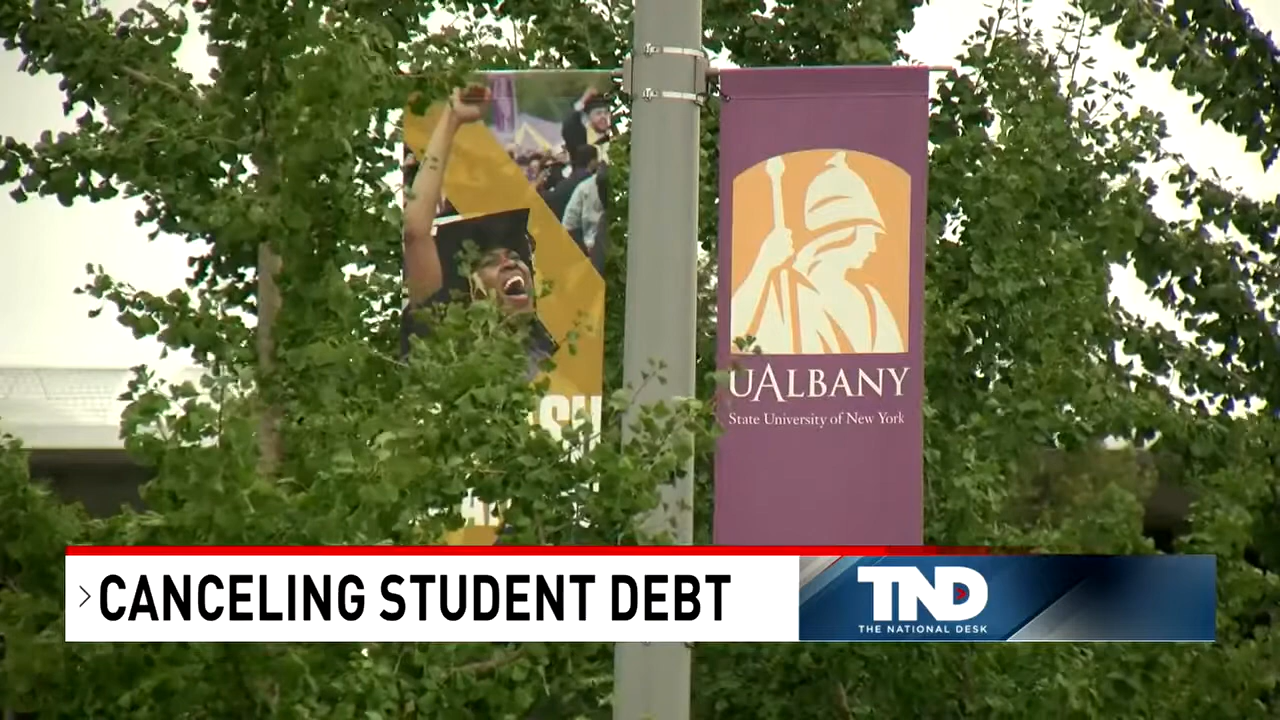 UALBANY
State University of New York
CANCELING STUDENT DEBT
TND
THE NATIONAL DESK